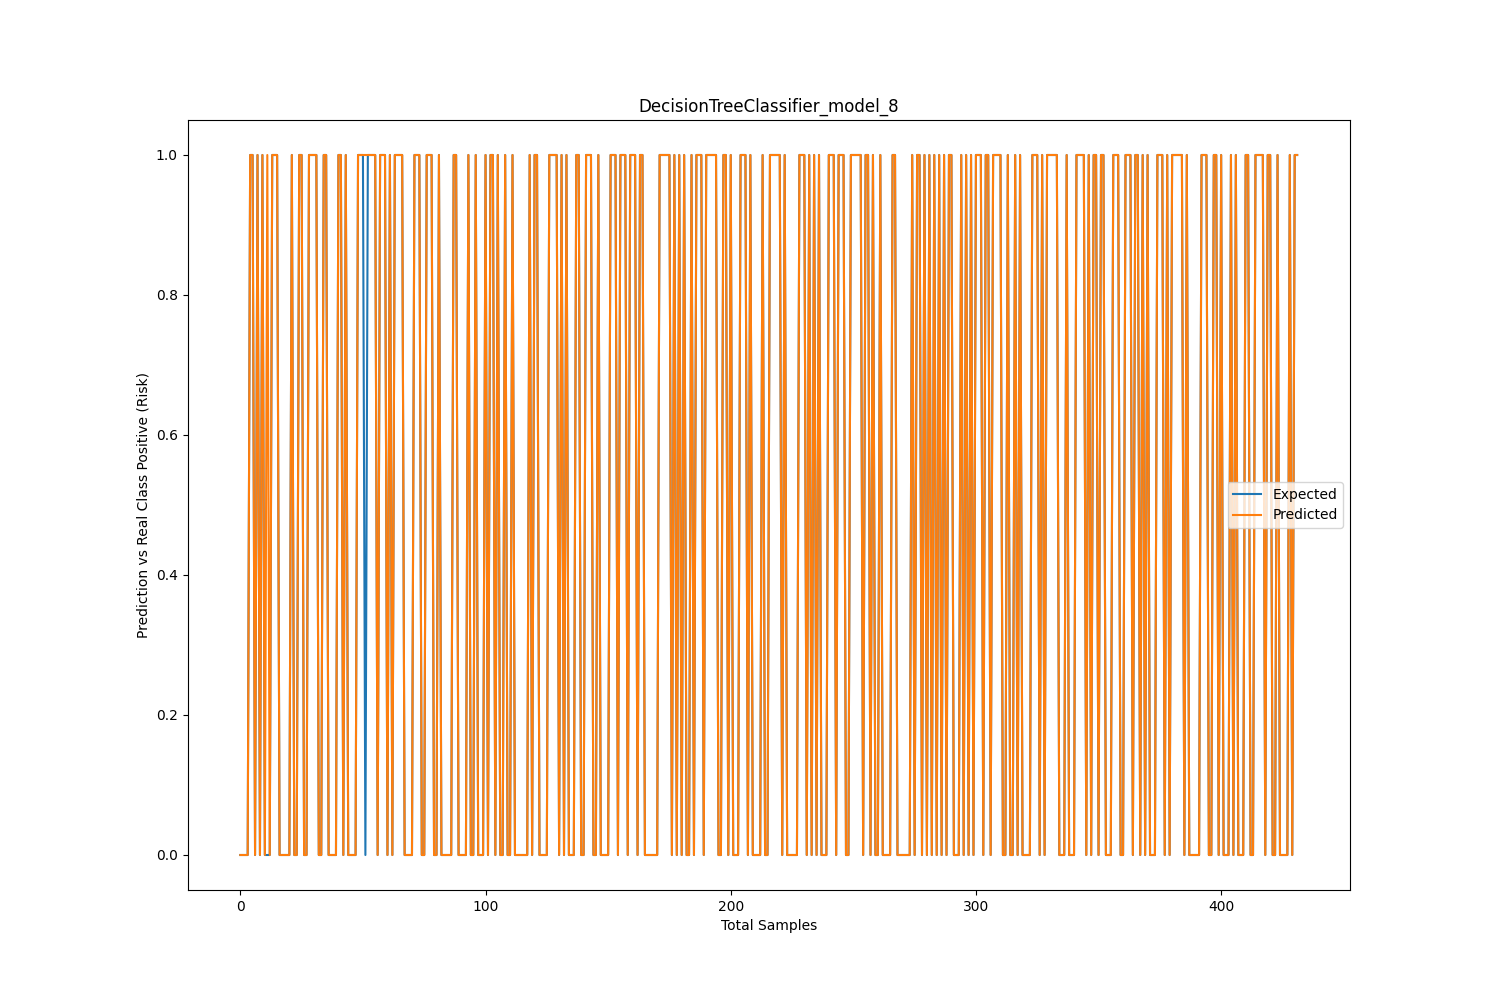 DecisionTreeClassifier_model_8
1.0
0.8
0.6
0.4
0.2
0.0
Prediction vs Real Class Positive (Risk)
Expected
Predicted
0
100
200
300
400
Total Samples